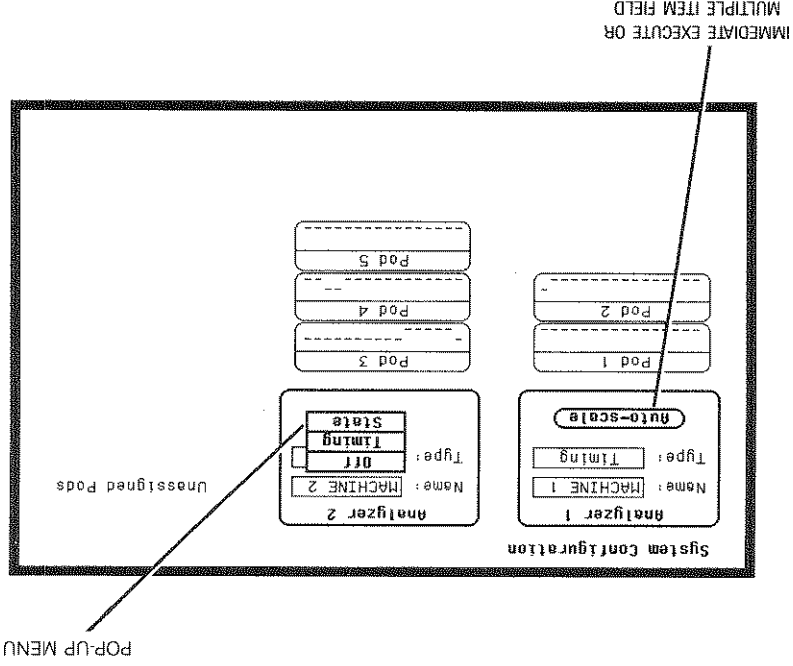 POP-UP MENU
System Configuration
Analyzer 1
Name: MACHINE 1
Type: Timing
Auto-scale
Analyzer 2
Name: MACHINE 2
Type:
Off
Timing
State
Unassigned Pods
Pod 1
Pod 2
Pod 3
Pod 4
Pod 5
IMMEDIATE EXECUTE OR
MULTIPLE ITEM FIELD